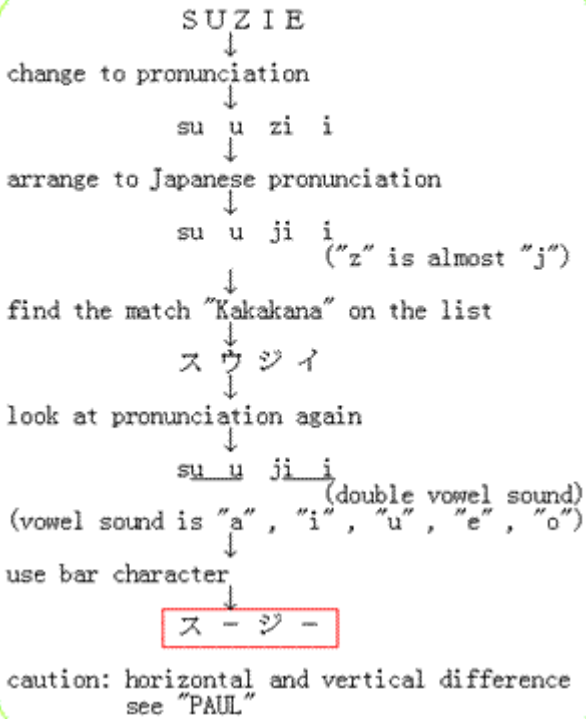 SUZIE
↓
change to pronunciation
↓
su u zi i
↓
arrange to Japanese pronunciation
↓
su u ji i
("z" is almost "j")
↓
find the match "Kakakana" on the list
↓
スウジイ
↓
look at pronunciation again
↓
su u ji i
(double vowel sound)
(vowel sound is "a" , "i" , "u" , "e" , "o")
↓
use bar character
↓
スージー
caution: horizontal and vertical difference
see "PAUL"